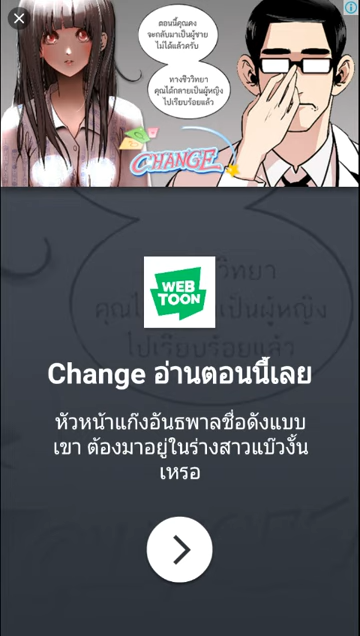 ตอนนี้คุณคง
จะกลับมาเป็นผู้ชาย
ไม่ได้แล้วครับ
ทางชีววิทยา
คุณได้กลายเป็นผู้หญิง
ไปเรียบร้อยแล้ว
CHANGE
WEB
TOON
Change อ่านตอนนี้เลย
หัวหน้าแก๊งอันธพาลชื่อดังแบบ
เขา ต้องมาอยู่ในร่างสาวแบ๊วงั้น
เหรอ